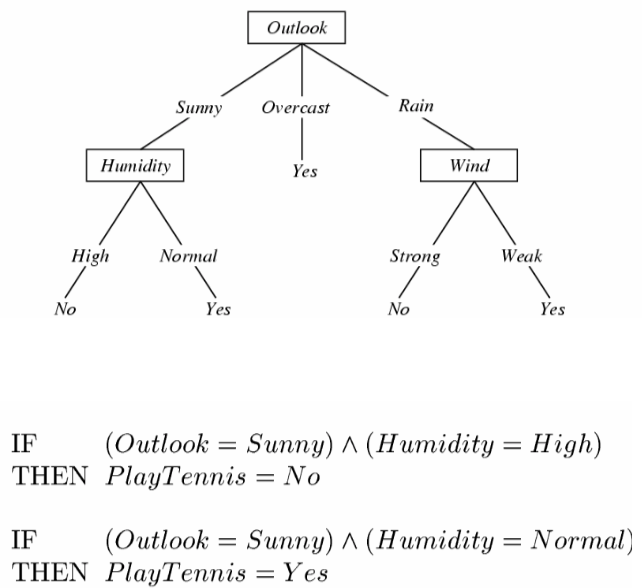 Outlook
Sunny Overcast Rain
Humidity Yes Wind
High Normal Strong Weak
No Yes No Yes
IF (Outlook = Sunny) ∧ (Humidity = High)
THEN PlayTennis = No
IF (Outlook = Sunny) ∧ (Humidity = Normal)
THEN PlayTennis = Yes